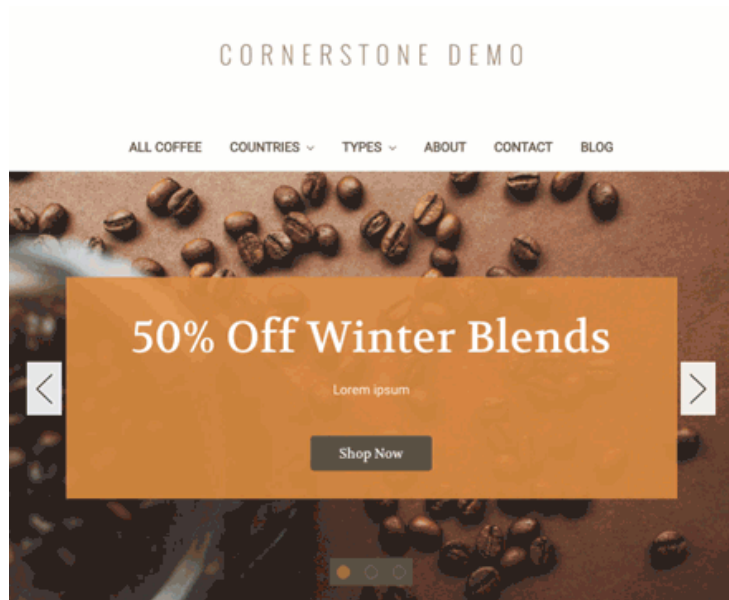 CORNERSTONE DEMO
ALL COFFEE COUNTRIES TYPES ABOUT CONTACT BLOG
50% Off Winter Blends
Lorem ipsum
Shop Now